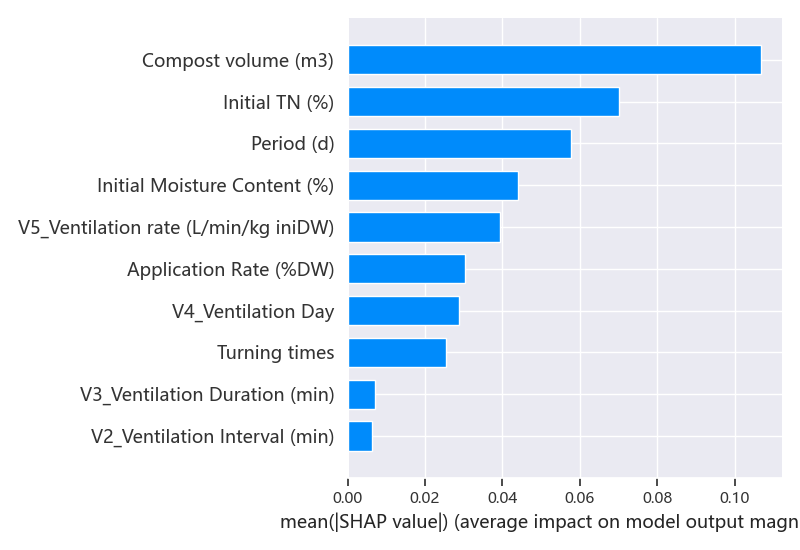 Compost volume (m3)
Initial TN (%)
Period (d)
Initial Moisture Content (%)
V5_Ventilation rate (L/min/kg iniDW)
Application Rate (%DW)
V4_Ventilation Day
Turning times
V3_Ventilation Duration (min)
V2_Ventilation Interval (min)
0.00 0.02 0.04 0.06 0.08 0.10
mean(|SHAP value|) (average impact on model output magn